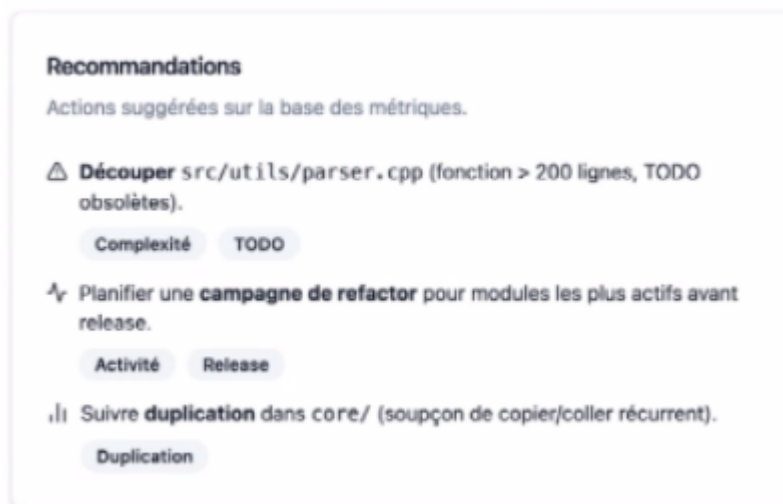 Recommandations
Actions suggérées sur la base des métriques.
Découper src/utils/parser.cpp (fonction > 200 lignes, TODO
obsolètes).
Complexité TODO
Planifier une campagne de refactor pour modules les plus actifs avant
release.
Activité Release
Suivre duplication dans core/ (soupçon de copier/coller récurrent).
Duplication